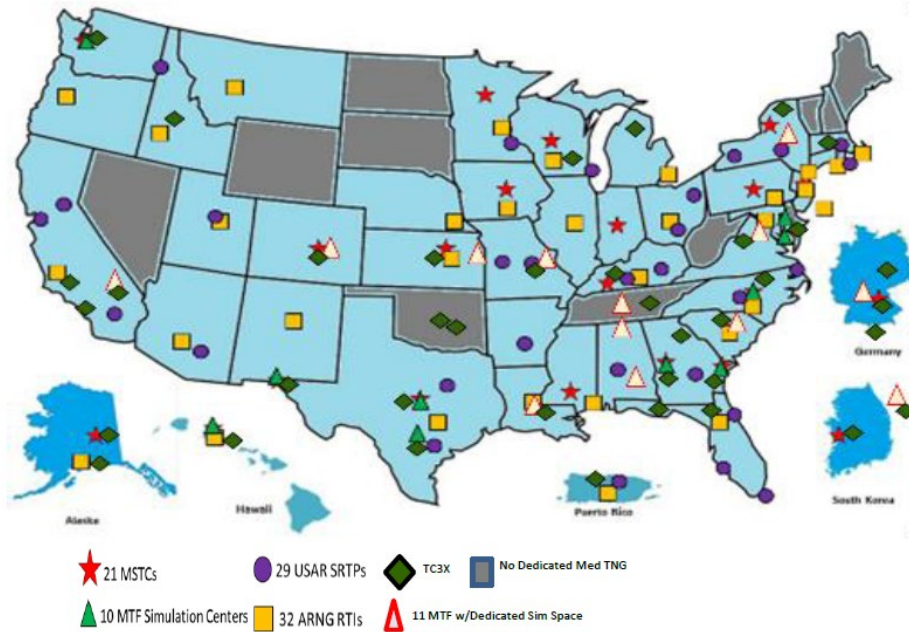 Germany
Alaska
Hawaii
Puerto Rico
South Korea
21 MSTCs
29 USAR SRTPs
TC3X
No Dedicated Med TNG
10 MTF Simulation Centers
32 ARNG RTIs
11 MTF w/Dedicated Sim Space